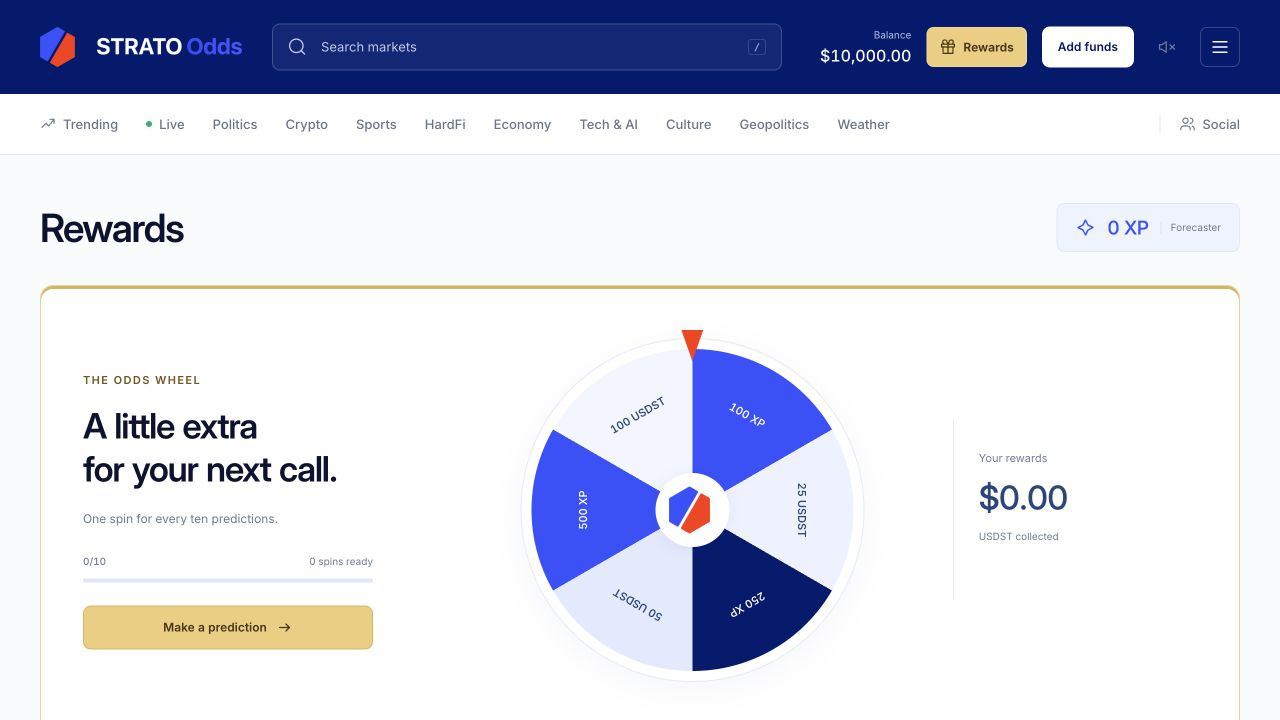 STRATO Odds
Search markets
/
Balance
$10,000.00
Rewards
Add funds
Trending
Live
Politics
Crypto
Sports
HardFi
Economy
Tech & AI
Culture
Geopolitics
Weather
Social
Rewards
0 XP
Forecaster
THE ODDS WHEEL
A little extra
for your next call.
One spin for every ten predictions.
0/10
0 spins ready
Make a prediction
100 XP
25 USDST
250 XP
50 USDST
500 XP
100 USDST
Your rewards
$0.00
USDST collected